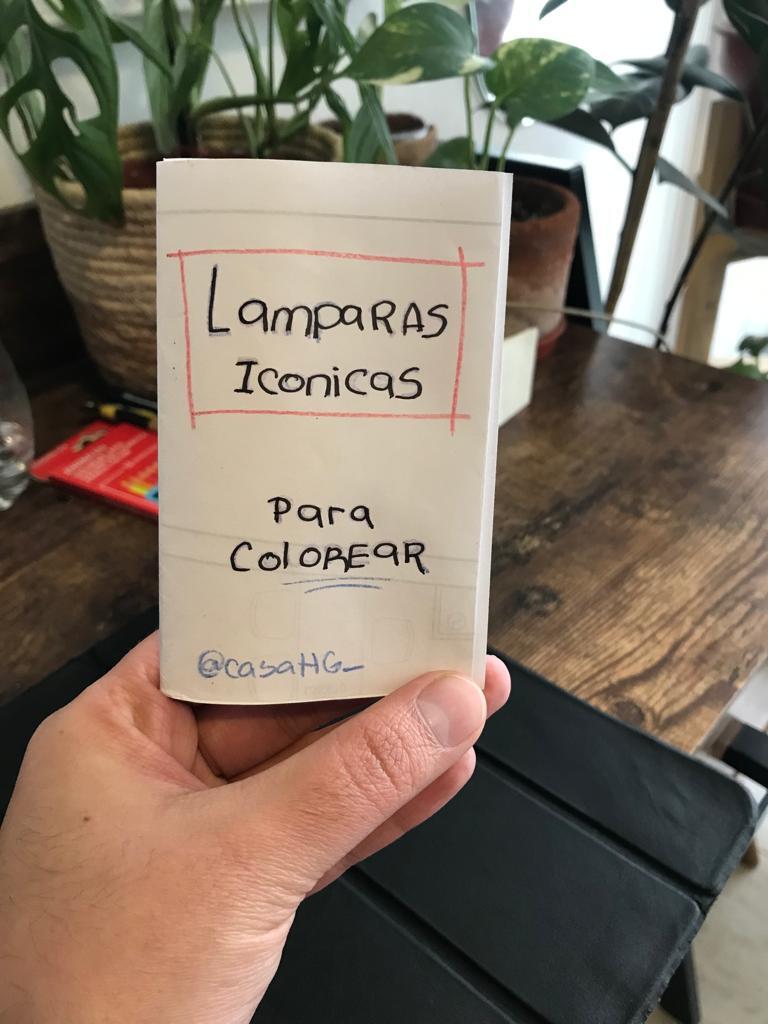 LampaRAS
Iconicas
Para
ColOREaR
@casaHG_